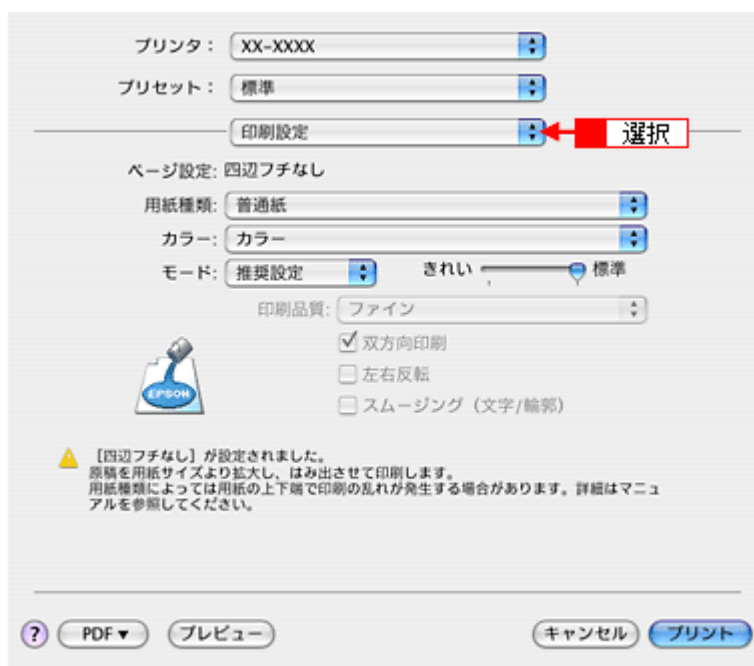 プリンタ： XX-XXXX
プリセット： 標準
印刷設定 選択
ページ設定: 四辺フチなし
用紙種類: 普通紙
カラー: カラー
モード: 推奨設定 きれい 標準
印刷品質: ファイン
双方向印刷
左右反転
スムージング（文字/輪郭）
EPSON
[四辺フチなし] が設定されました。
原稿を用紙サイズより拡大し、はみ出させて印刷します。
用紙種類によっては用紙の上下端で印刷の乱れが発生する場合があります。詳細はマニュ
アルを参照してください。
? PDF▼ プレビュー キャンセル プリント